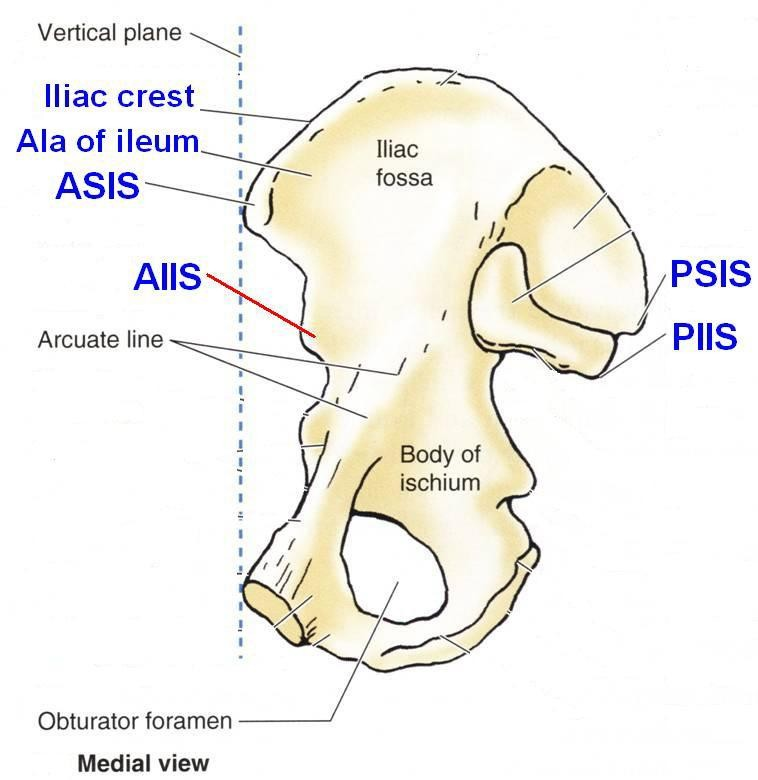 Vertical plane
Iliac crest
Ala of ileum
ASIS
Iliac
fossa
AIIS
PSIS
Arcuate line
PIIS
Body of
ischium
Obturator foramen
Medial view